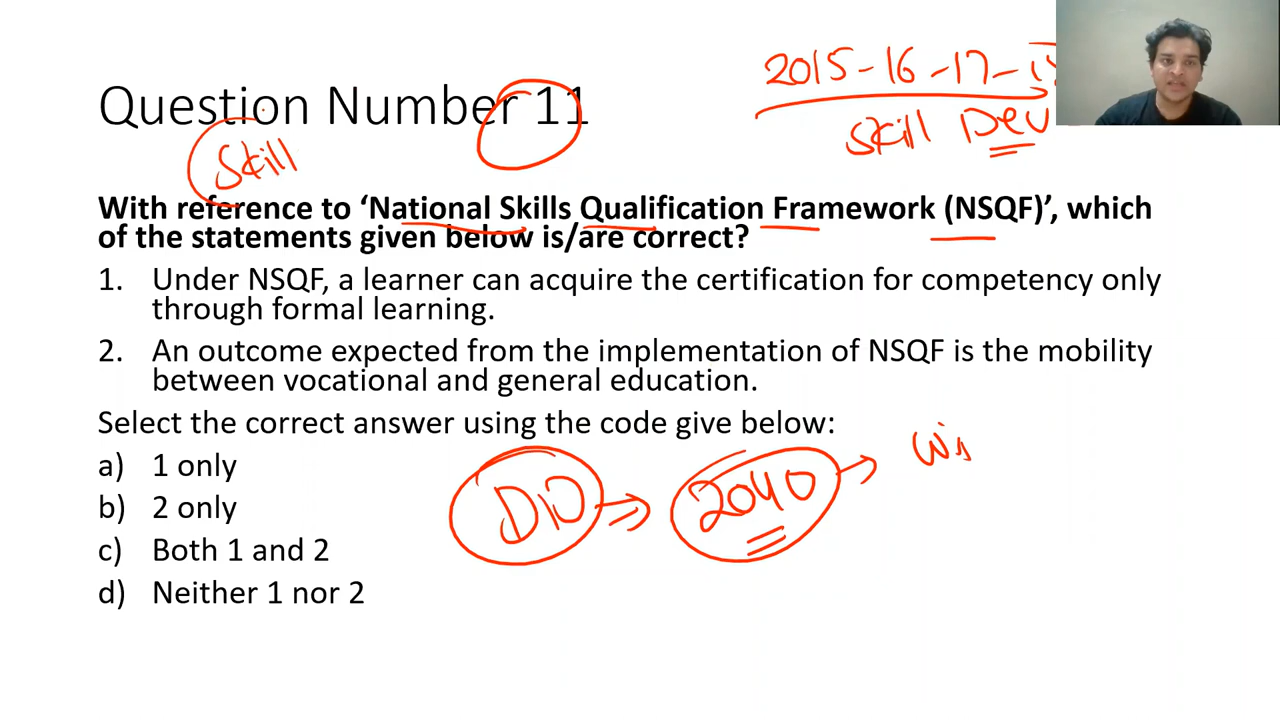 2015-16-17-
Question Number 11
Skill Dev
Skill
With reference to ‘National Skills Qualification Framework (NSQF)’, which
of the statements given below is/are correct?
1. Under NSQF, a learner can acquire the certification for competency only
through formal learning.
2. An outcome expected from the implementation of NSQF is the mobility
between vocational and general education.
Select the correct answer using the code give below:
a) 1 only
b) 2 only
c) Both 1 and 2
d) Neither 1 nor 2
2040